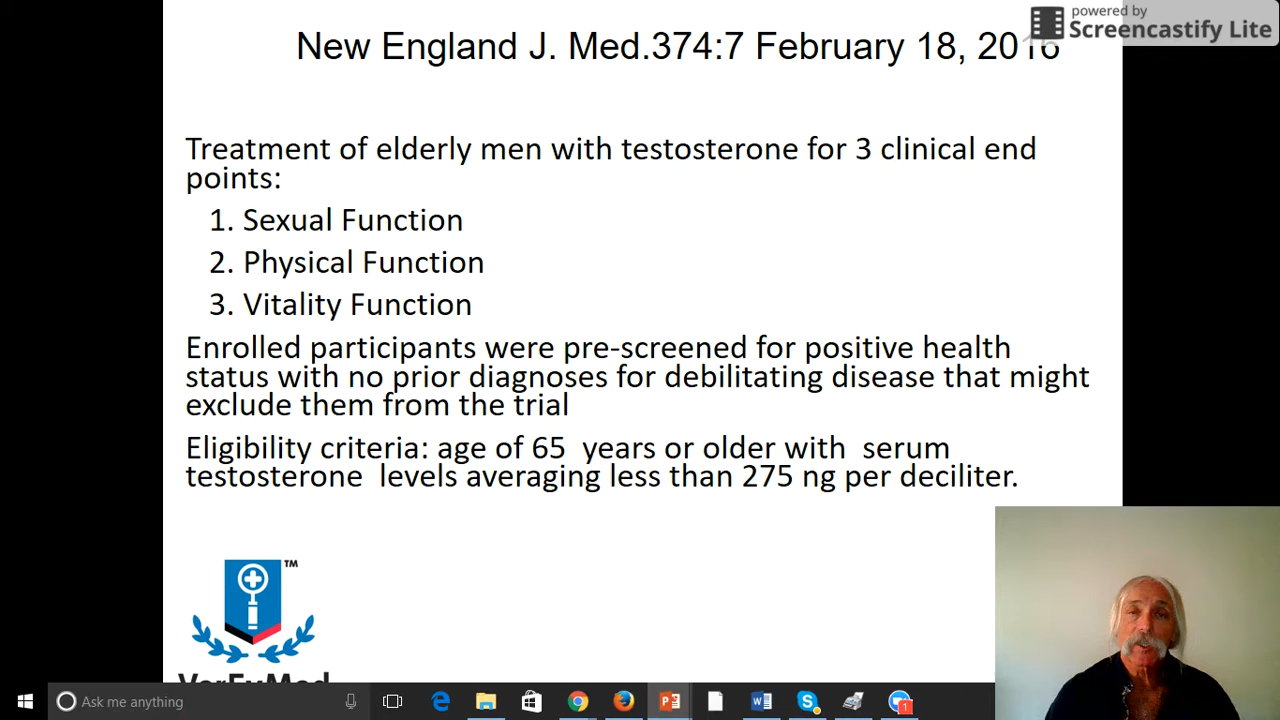 powered by
Screencastify Lite
New England J. Med.374:7 February 18, 2016
Treatment of elderly men with testosterone for 3 clinical end
points:
1. Sexual Function
2. Physical Function
3. Vitality Function
Enrolled participants were pre-screened for positive health
status with no prior diagnoses for debilitating disease that might
exclude them from the trial
Eligibility criteria: age of 65 years or older with serum
testosterone levels averaging less than 275 ng per deciliter.
TM
Ask me anything
1